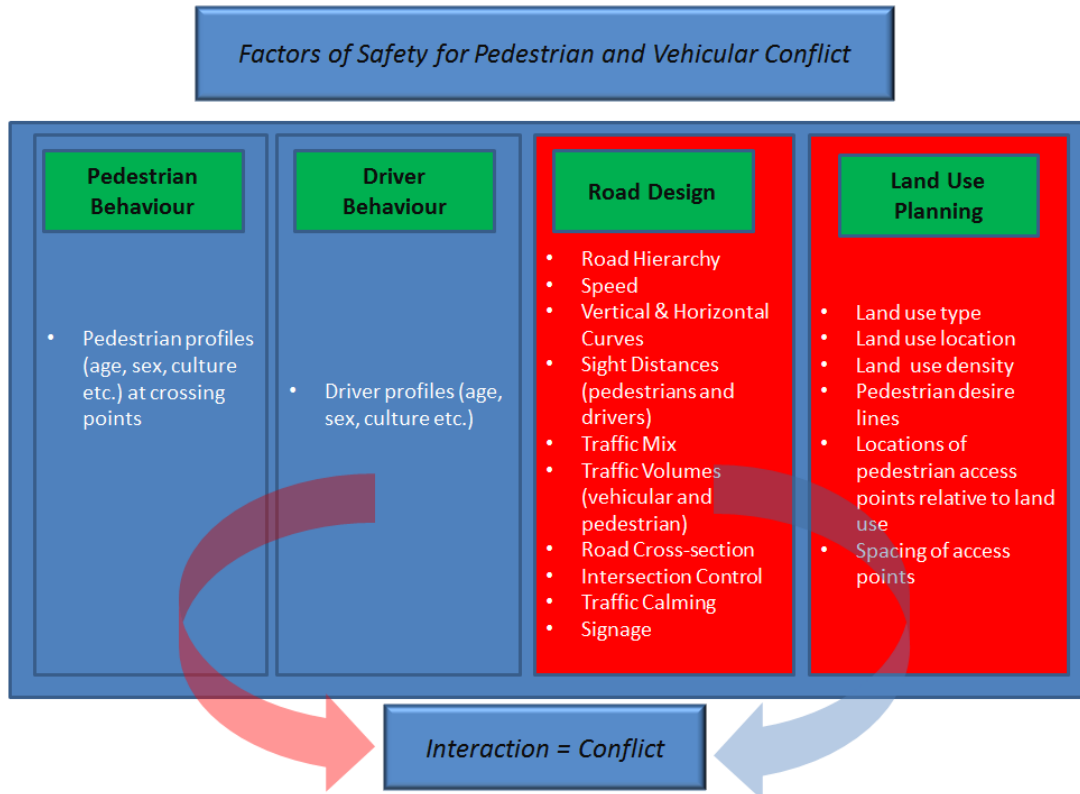 Factors of Safety for Pedestrian and Vehicular Conflict
Pedestrian
Behaviour
• Pedestrian profiles
(age, sex, culture
etc.) at crossing
points
Driver
Behaviour
• Driver profiles (age,
sex, culture etc.)
Road Design
• Road Hierarchy
• Speed
• Vertical & Horizontal
Curves
• Sight Distances
(pedestrians and
drivers)
• Traffic Mix
• Traffic Volumes
(vehicular and
pedestrian)
• Road Cross-section
• Intersection Control
• Traffic Calming
• Signage
Land Use
Planning
• Land use type
• Land use location
• Land use density
• Pedestrian desire
lines
• Locations of
pedestrian access
points relative to land
use
• Spacing of access
points
Interaction = Conflict